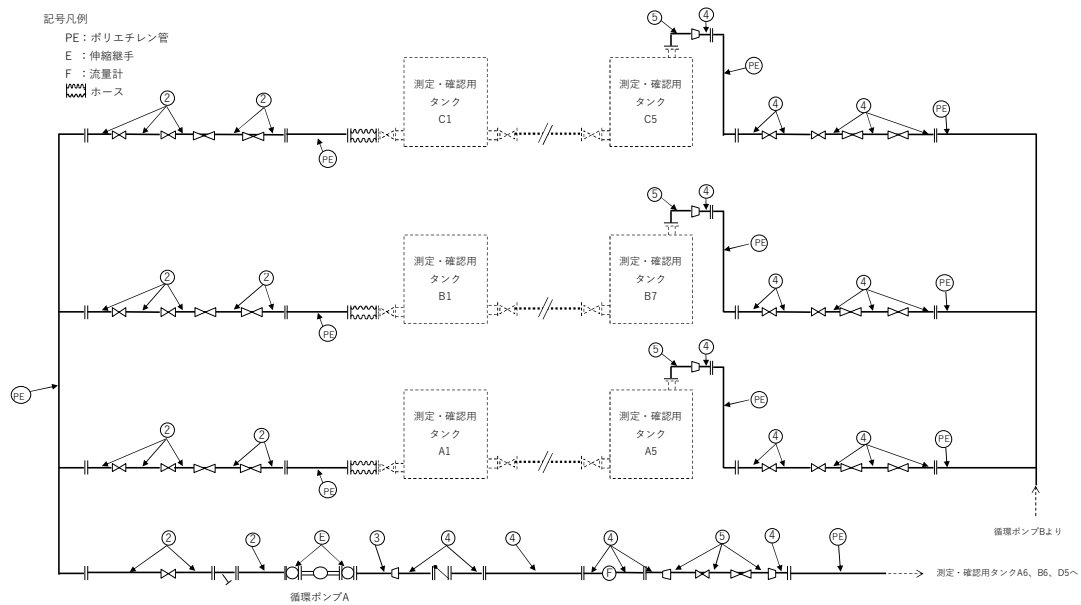 記号凡例
PE：ポリエチレン管
E ：伸縮継手
F ：流量計
ホース
5 4
PE
2 2 4 4 PE
測定・確認用
タンク
C1
測定・確認用
タンク
C5
PE
5 4
PE
2 2 4 4 PE
測定・確認用
タンク
B1
測定・確認用
タンク
B7
PE
5 4
PE
PE
2 2 4 4 PE
測定・確認用
タンク
A1
測定・確認用
タンク
A5
PE
循環ポンプBより
2 2 E 3 4 4 4 5 4 PE
F
測定・確認用タンクA6、B6、D5へ
循環ポンプA